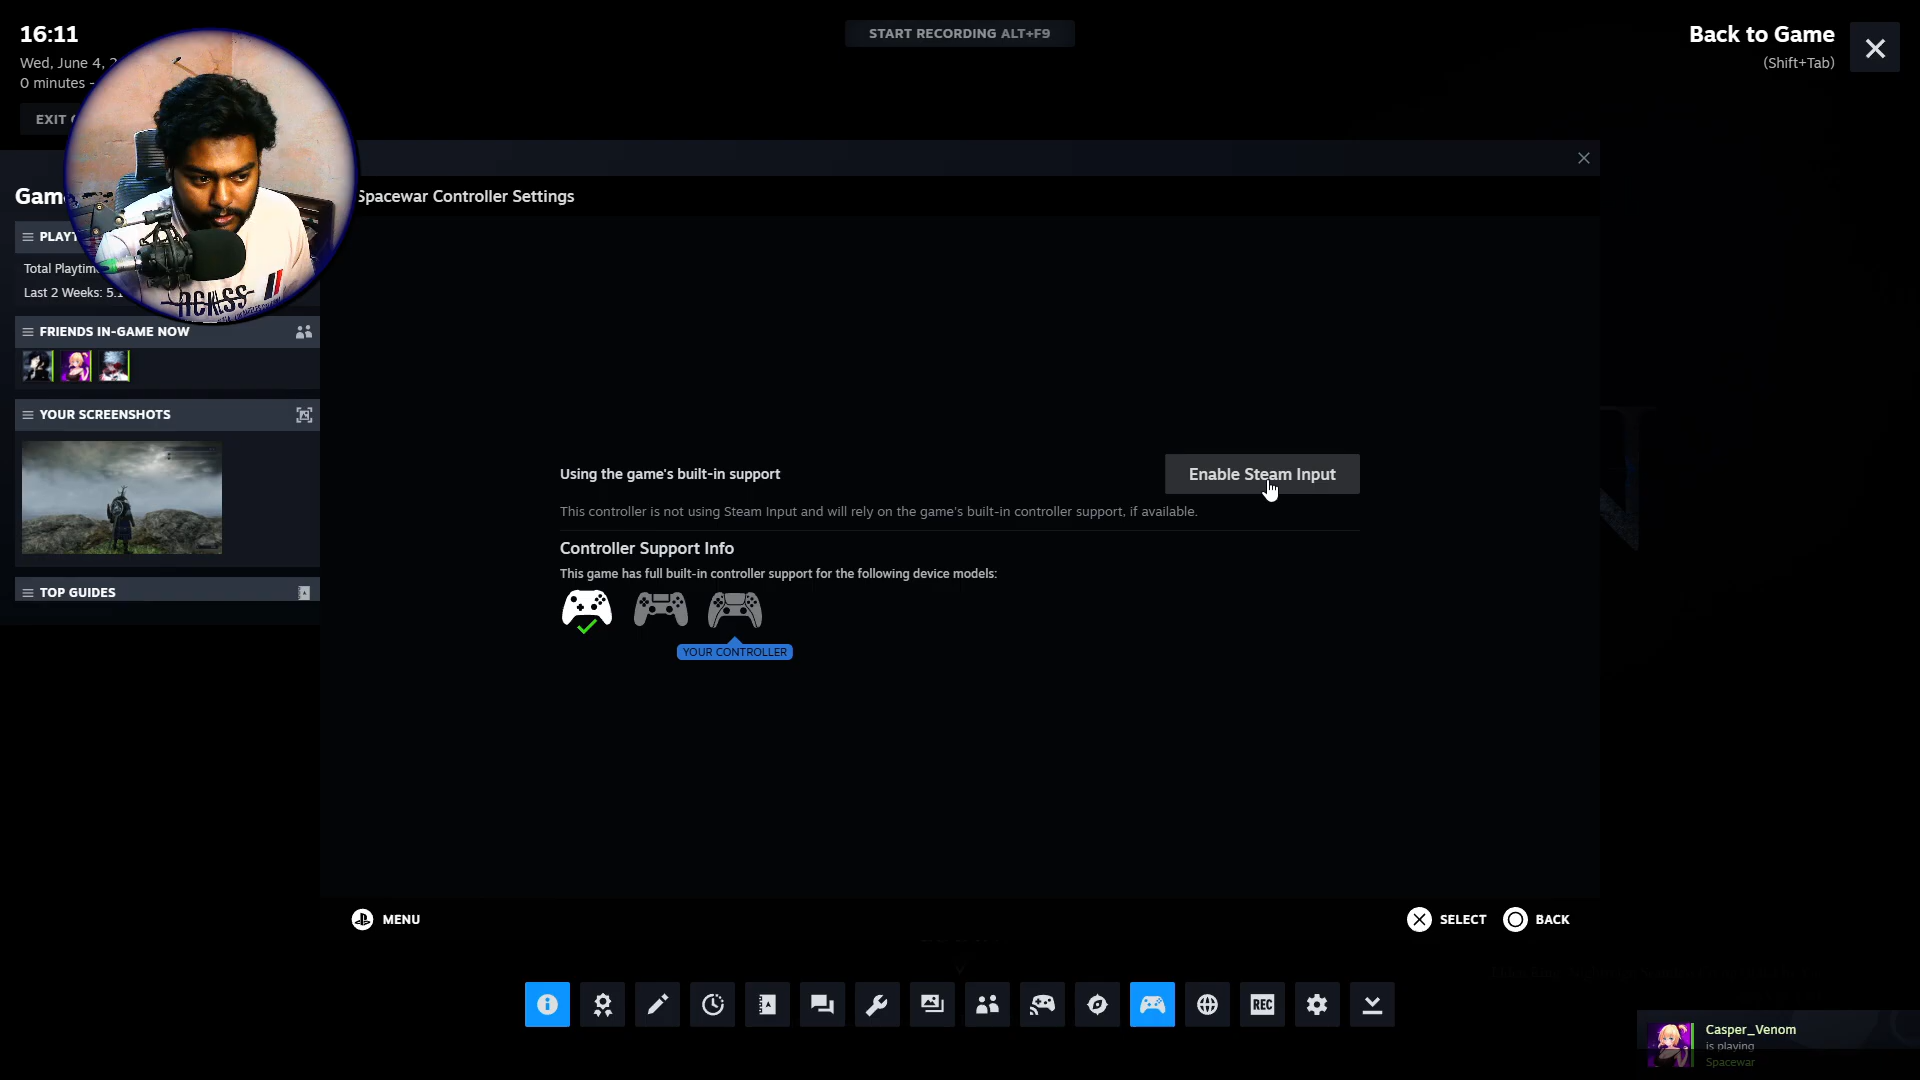 16:11
Wed, June 4,
0 minutes -
EXIT
START RECORDING ALT+F9
Back to Game
(Shift+Tab)
Spacewar Controller Settings
Gam
PLAYT
Total Playtim
Last 2 Weeks: 5.1
FRIENDS IN-GAME NOW
YOUR SCREENSHOTS
TOP GUIDES
Using the game's built-in support
Enable Steam Input
This controller is not using Steam Input and will rely on the game's built-in controller support, if available.
Controller Support Info
This game has full built-in controller support for the following device models:
YOUR CONTROLLER
MENU
SELECT
BACK
REC
Casper_Venom
is playing
Spacewar